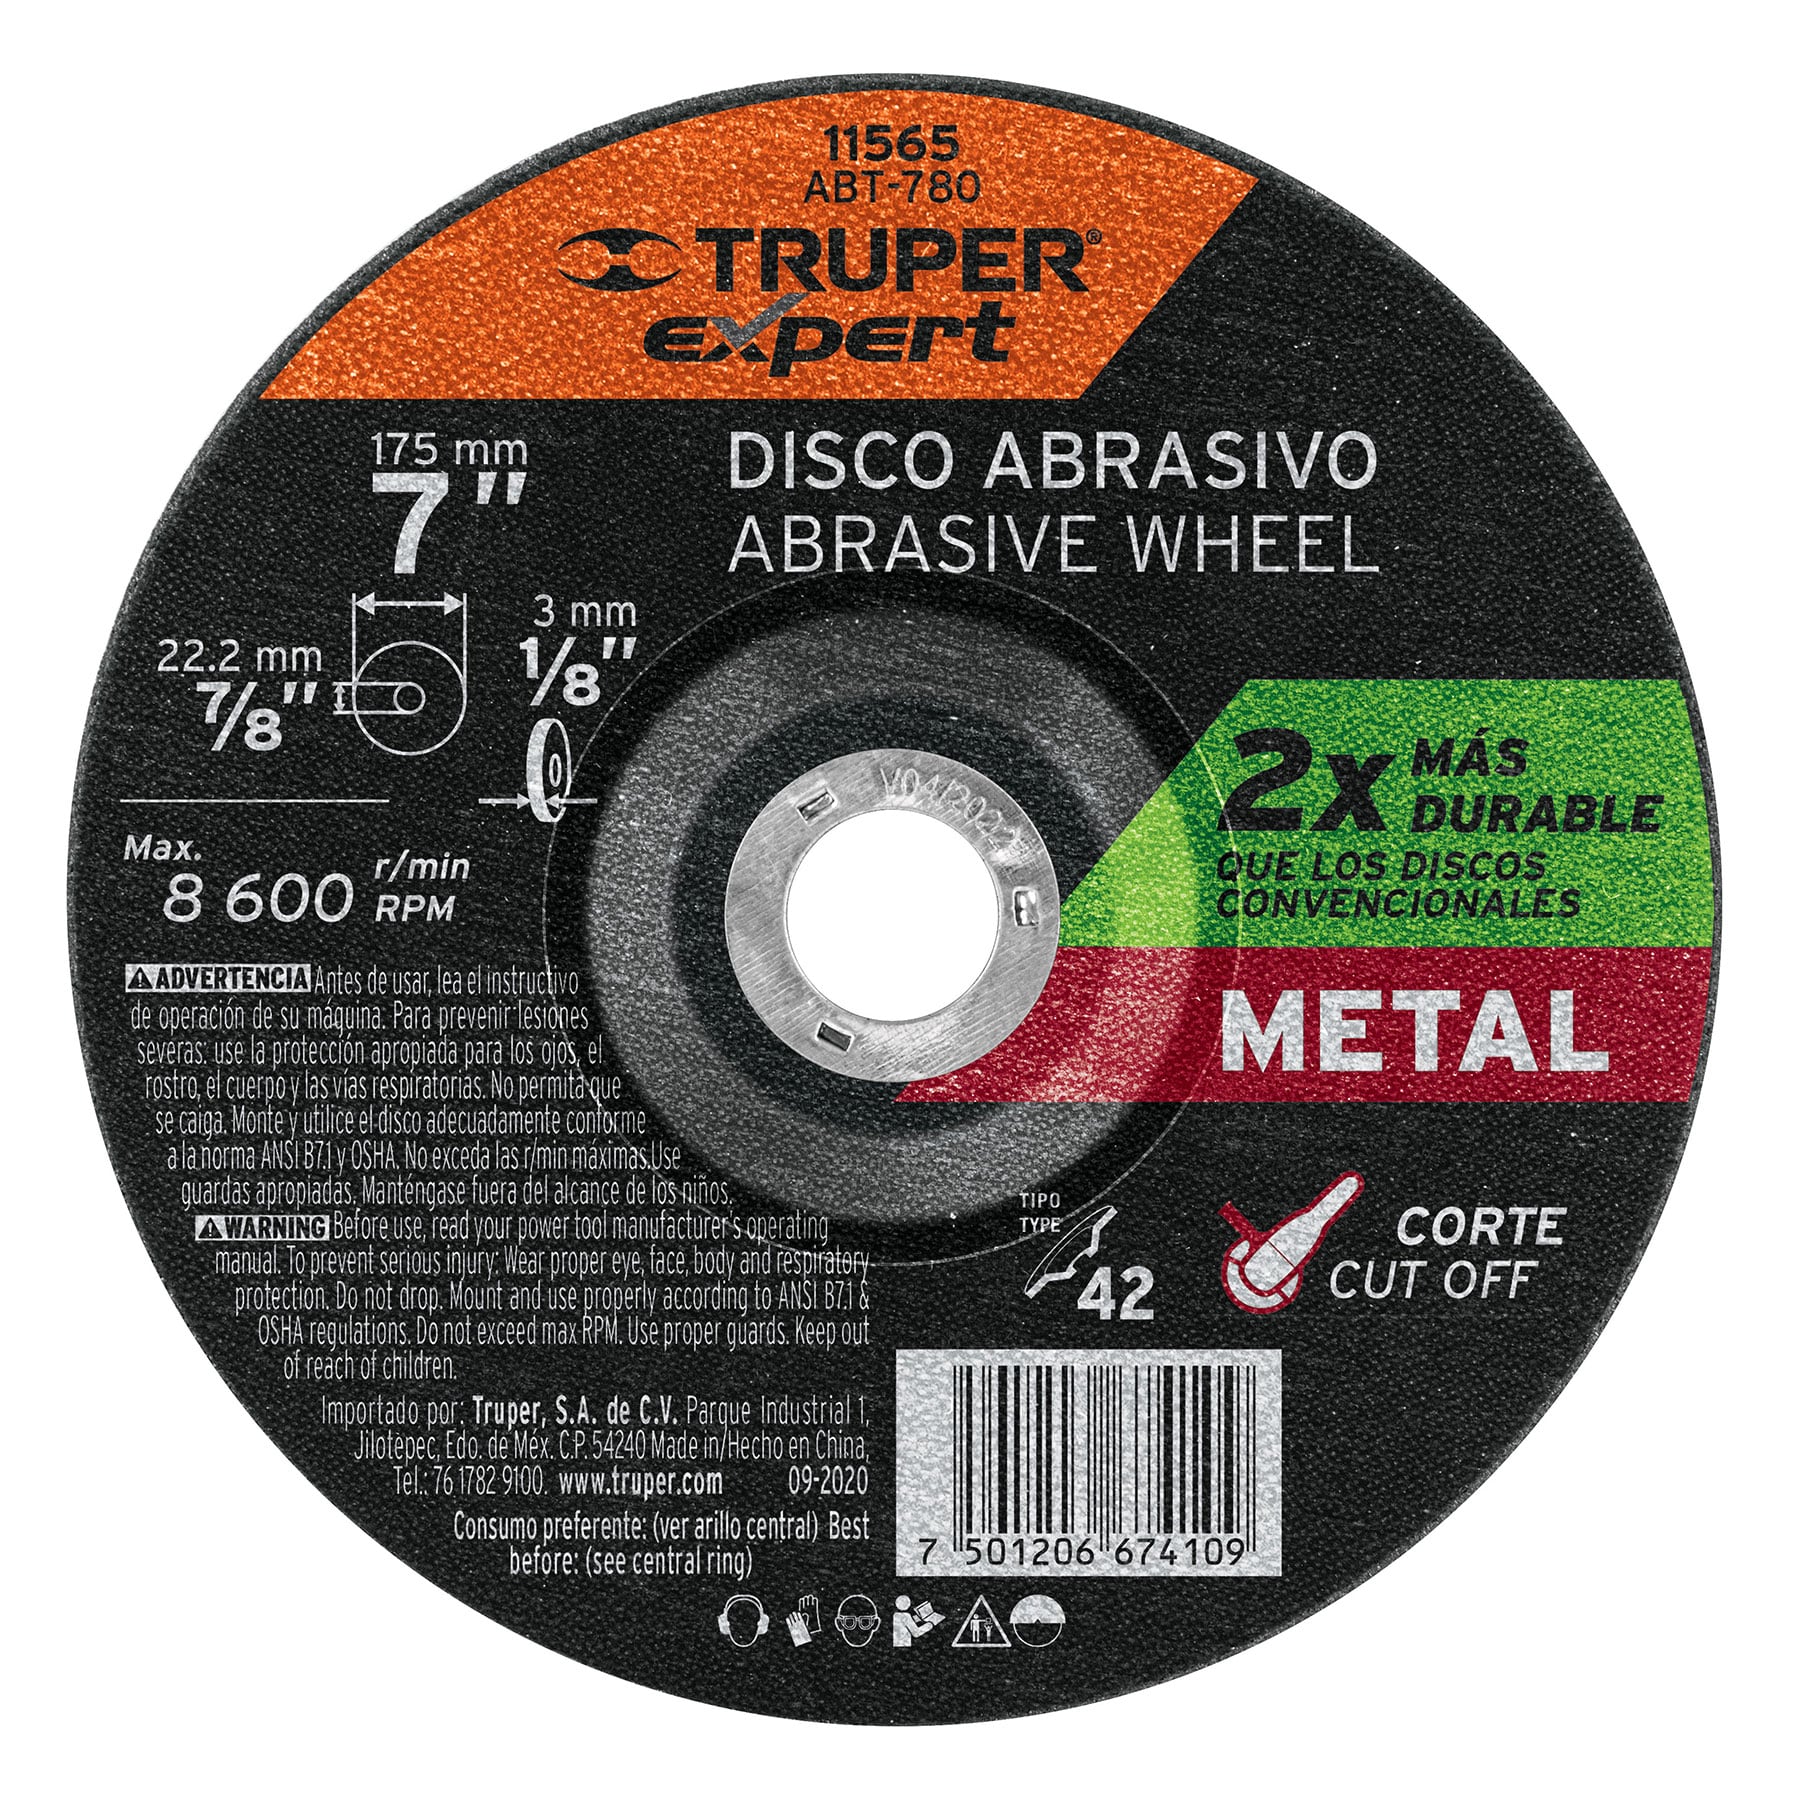 11565
ABT-780
TRUPER®
expert
175 mm
7"
DISCO ABRASIVO
ABRASIVE WHEEL
22.2 mm
7/8"
3 mm
1/8"
V04/2022
2x MÁS
DURABLE
QUE LOS DISCOS
CONVENCIONALES
Max.
8 600 r/min
RPM
METAL
ADVERTENCIA Antes de usar, lea el instructivo
de operación de su máquina. Para prevenir lesiones
severas: use la protección apropiada para los ojos, el
rostro, el cuerpo y las vías respiratorias. No permita que
se caiga. Monte y utilice el disco adecuadamente conforme
a la norma ANSI B7.1 y OSHA. No exceda las r/min máximas. Use
guardas apropiadas. Manténgase fuera del alcance de los niños.
WARNING Before use, read your power tool manufacturer's operating
manual. To prevent serious injury: Wear proper eye, face, body and respiratory
protection. Do not drop. Mount and use properly according to ANSI B7.1 &
OSHA regulations. Do not exceed max RPM. Use proper guards. Keep out
of reach of children.
TIPO
TYPE
42
CORTE
CUT OFF
Importado por: Truper, S.A. de C.V. Parque Industrial 1,
Jilotepec, Edo. de Méx. C.P. 54240 Made in/Hecho en China,
Tel.: 76 1782 9100. www.truper.com 09-2020
Consumo preferente: (ver arillo central) Best
before: (see central ring)
7 501206 674109